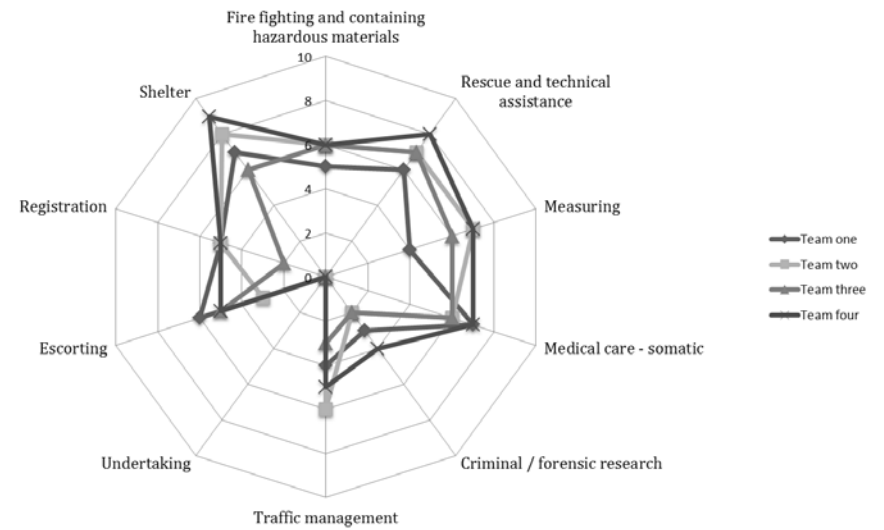 Fire fighting and containing
hazardous materials
10
Shelter
Rescue and technical
assistance
8
6
4
Registration
Measuring
2
0
Team one
Team two
Team three
Team four
Escorting
Medical care - somatic
Undertaking
Criminal / forensic research
Traffic management